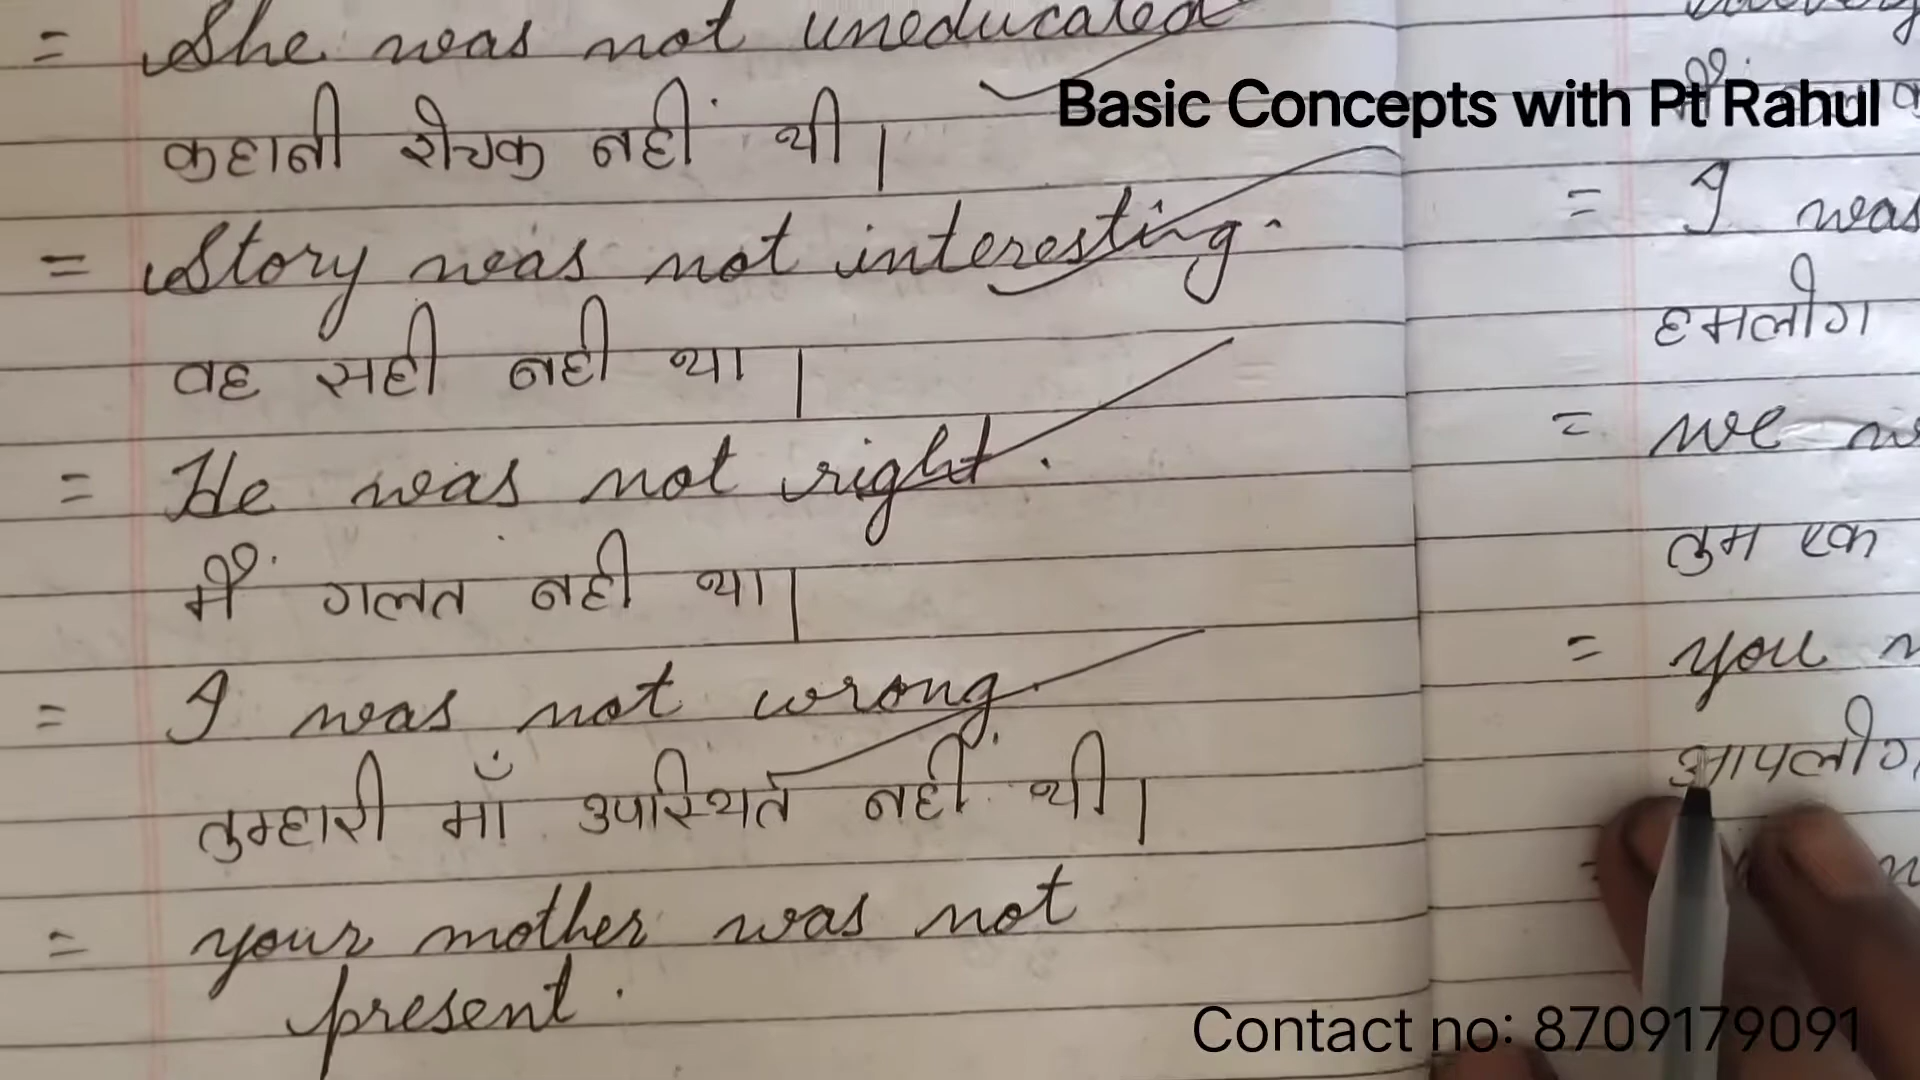 = She was not uneducated
कहानी रोचक नहीं थी।
= Story was not interesting.
वह सही नही था।
= He was not right.
मैं गलत नही था।
= I was not wrong.
तुम्हारी माँ उपस्थित नहीं थी।
= your mother was not
present.
Basic Concepts with Pt Rahul
= I was
हमलोग
= we
तुम एक
= you
आपलोग
Contact no: 8709179091